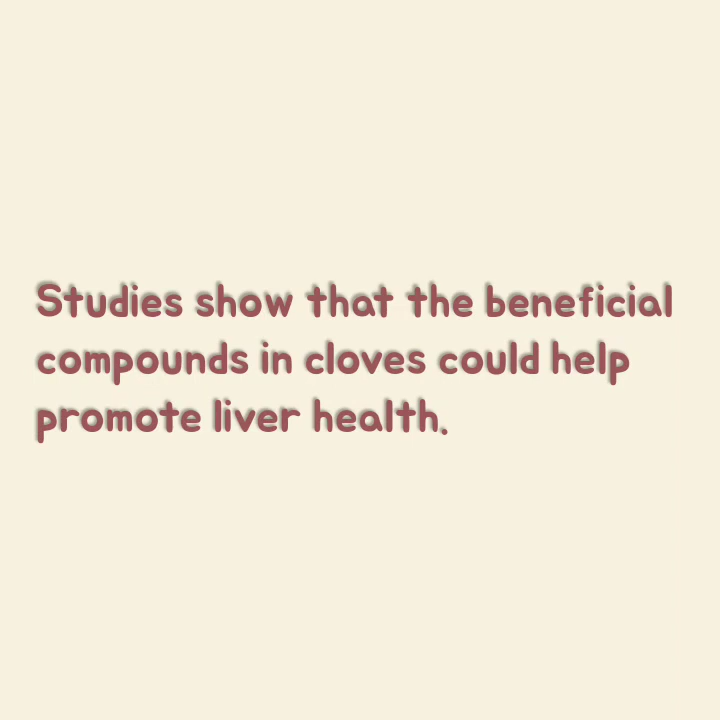 Studies show that the beneficial
compounds in cloves could help
promote liver health.